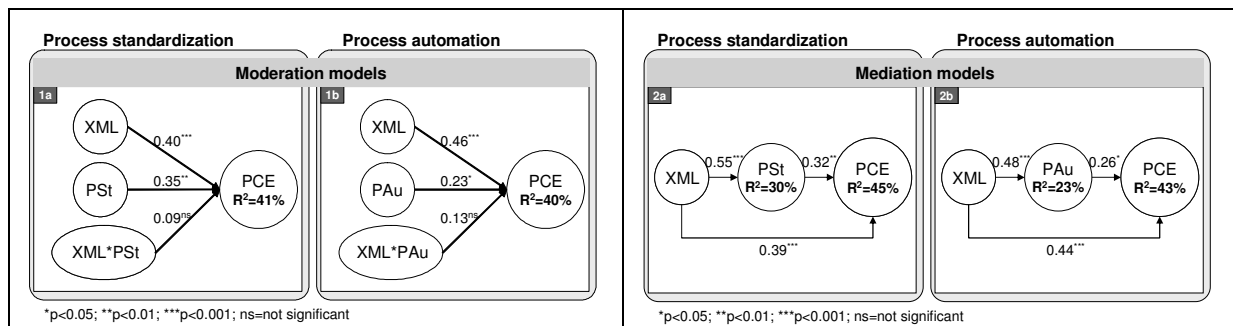 Process standardization
Process automation
Moderation models
1a
XML
0.40***
PSt
0.35**
PCE
R²=41%
0.09ns
XML*PSt
1b
XML
0.46***
PAu
0.23*
PCE
R²=40%
0.13ns
XML*PAu
*p<0.05; **p<0.01; ***p<0.001; ns=not significant
Process standardization
Process automation
Mediation models
2a
XML
0.55***
PSt
R²=30%
0.32**
PCE
R²=45%
0.39***
2b
XML
0.48***
PAu
R²=23%
0.26*
PCE
R²=43%
0.44***
*p<0.05; **p<0.01; ***p<0.001; ns=not significant